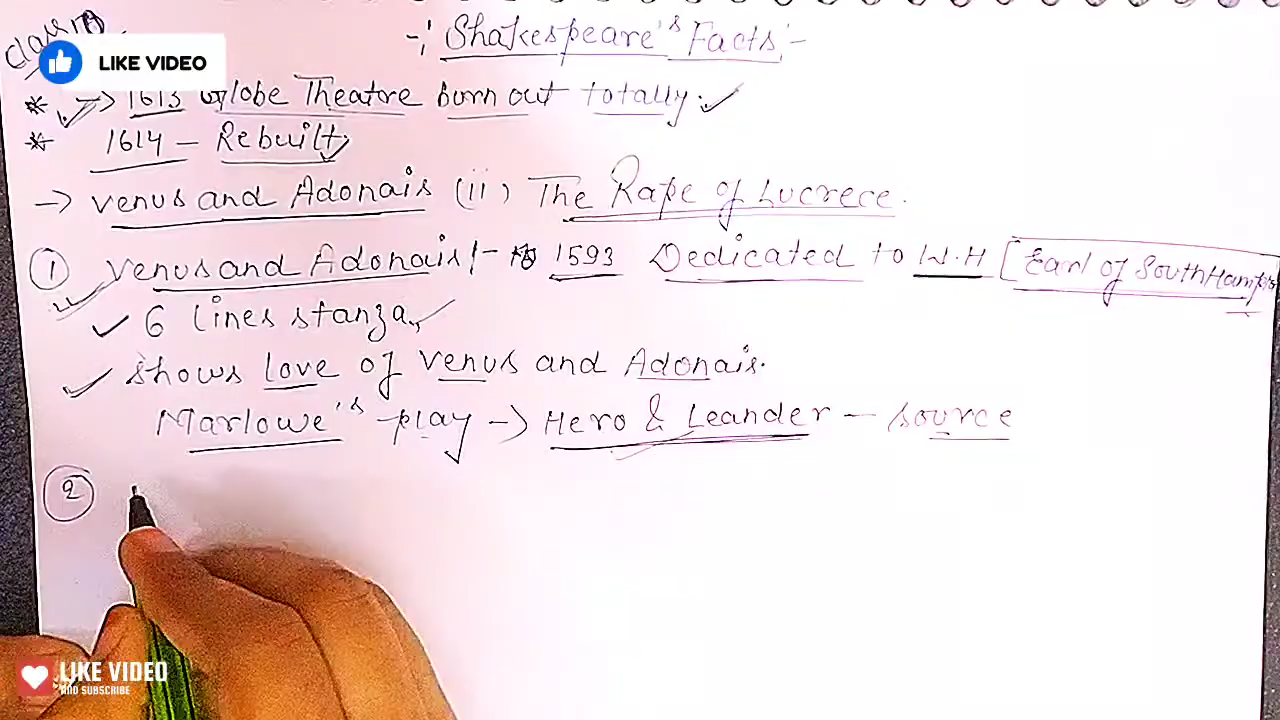 -: Shakespeare's Facts :-
LIKE VIDEO
* → 1613 Globe Theatre burn out totally.
* 1614 - Rebuilt
→ venus and Adonais (ii) The Rape of Lucrece.
① Venus and Adonais :- 1593 Dedicated to W.H [Earl of SouthHampton
6 lines stanza
shows love of Venus and Adonais.
Marlowe's play → Hero & Leander - source
②
LIKE VIDEO
AND SUBSCRIBE